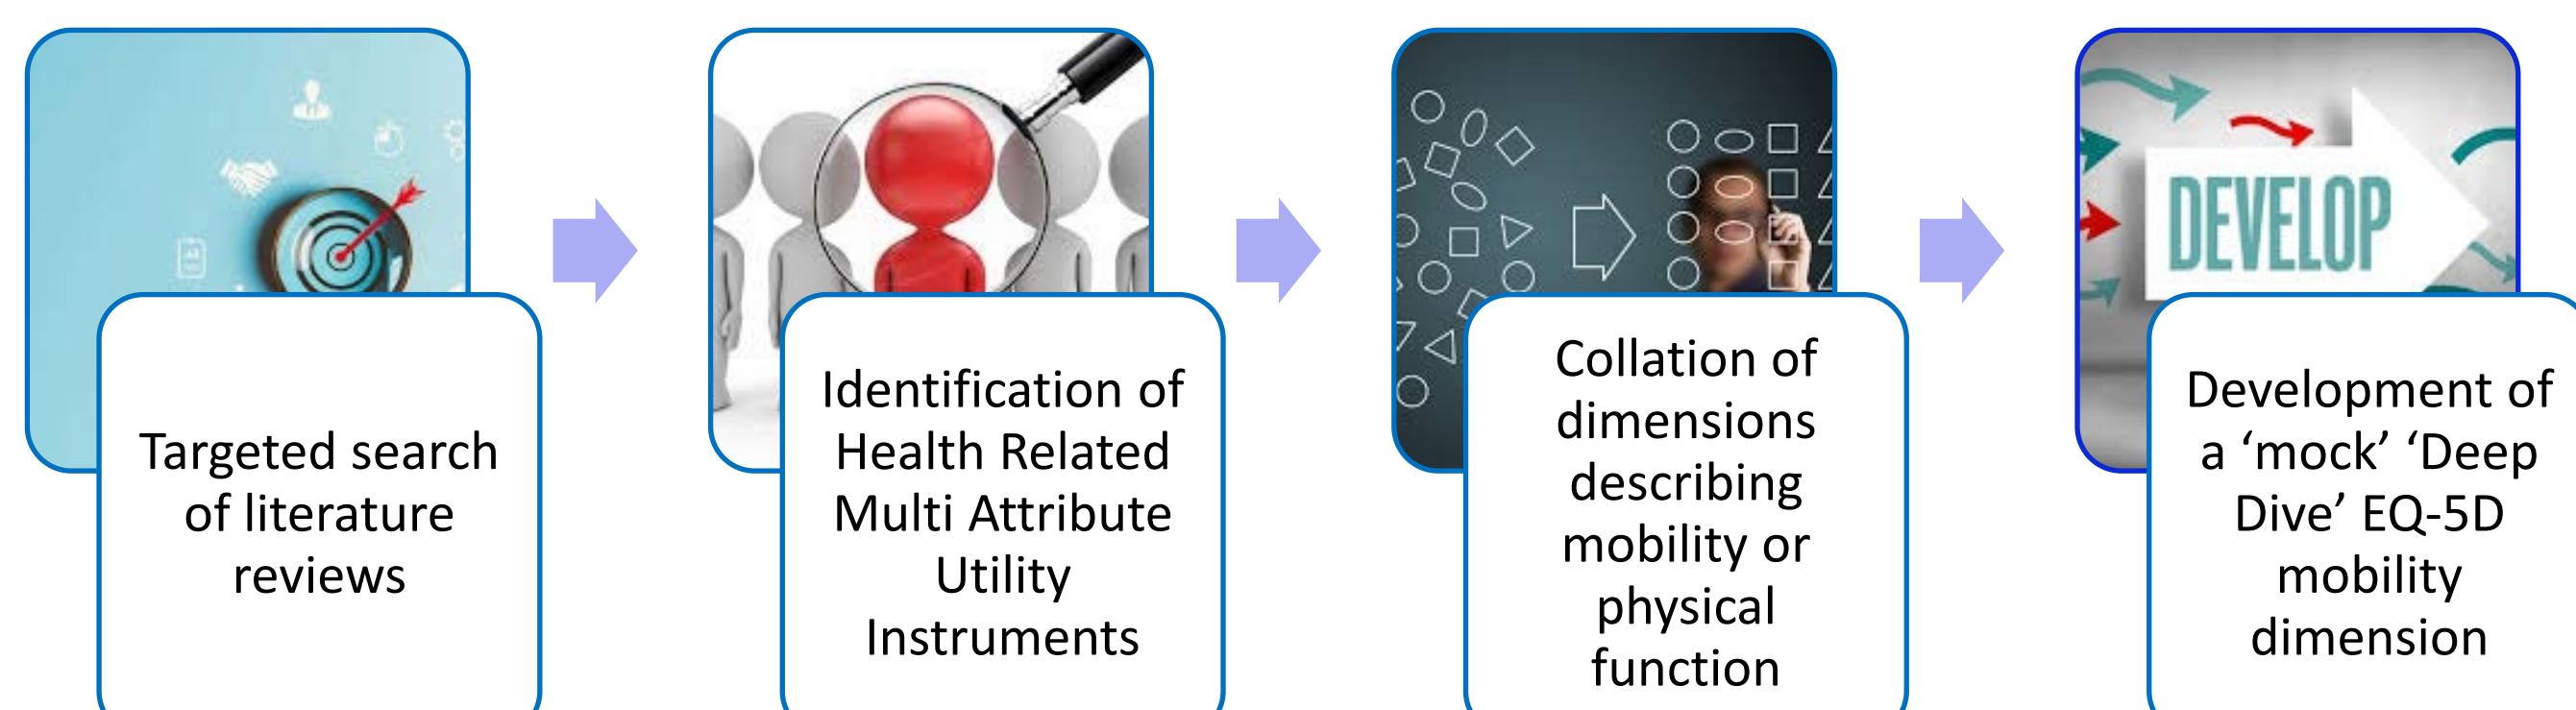 Targeted search
of literature
reviews
Identification of
Health Related
Multi Attribute
Utility
Instruments
Collation of
dimensions
describing
mobility or
physical
function
DEVELOP
Development of
a ‘mock’ ‘Deep
Dive’ EQ-5D
mobility
dimension